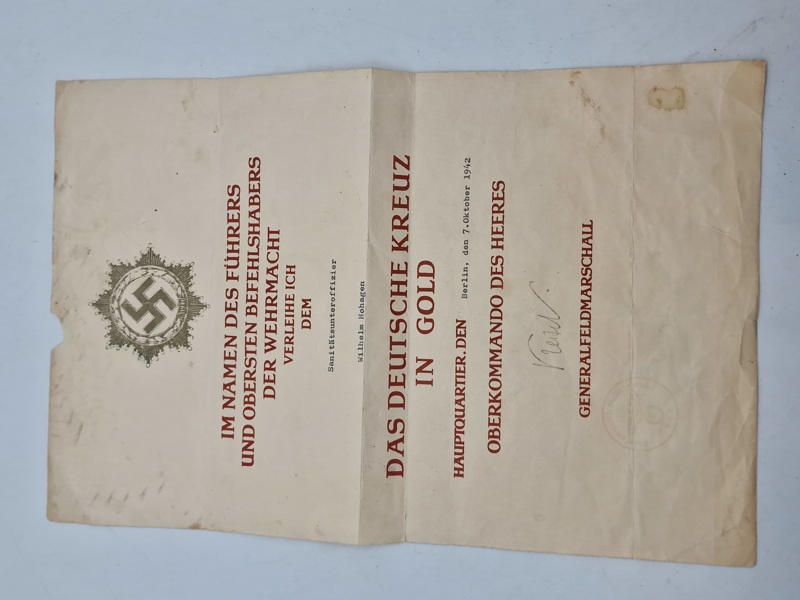 IM NAMEN DES FÜHRERS
UND OBERSTEN BEFEHLSHABERS
DER WEHRMACHT
VERLEIHE ICH
DEM
Sanitätsunteroffizier
Wilhelm Hohagen
DAS DEUTSCHE KREUZ
IN GOLD
HAUPTQUARTIER, DEN Berlin, den 7.Oktober 1942
OBERKOMMANDO DES HEERES
GENERALFELDMARSCHALL